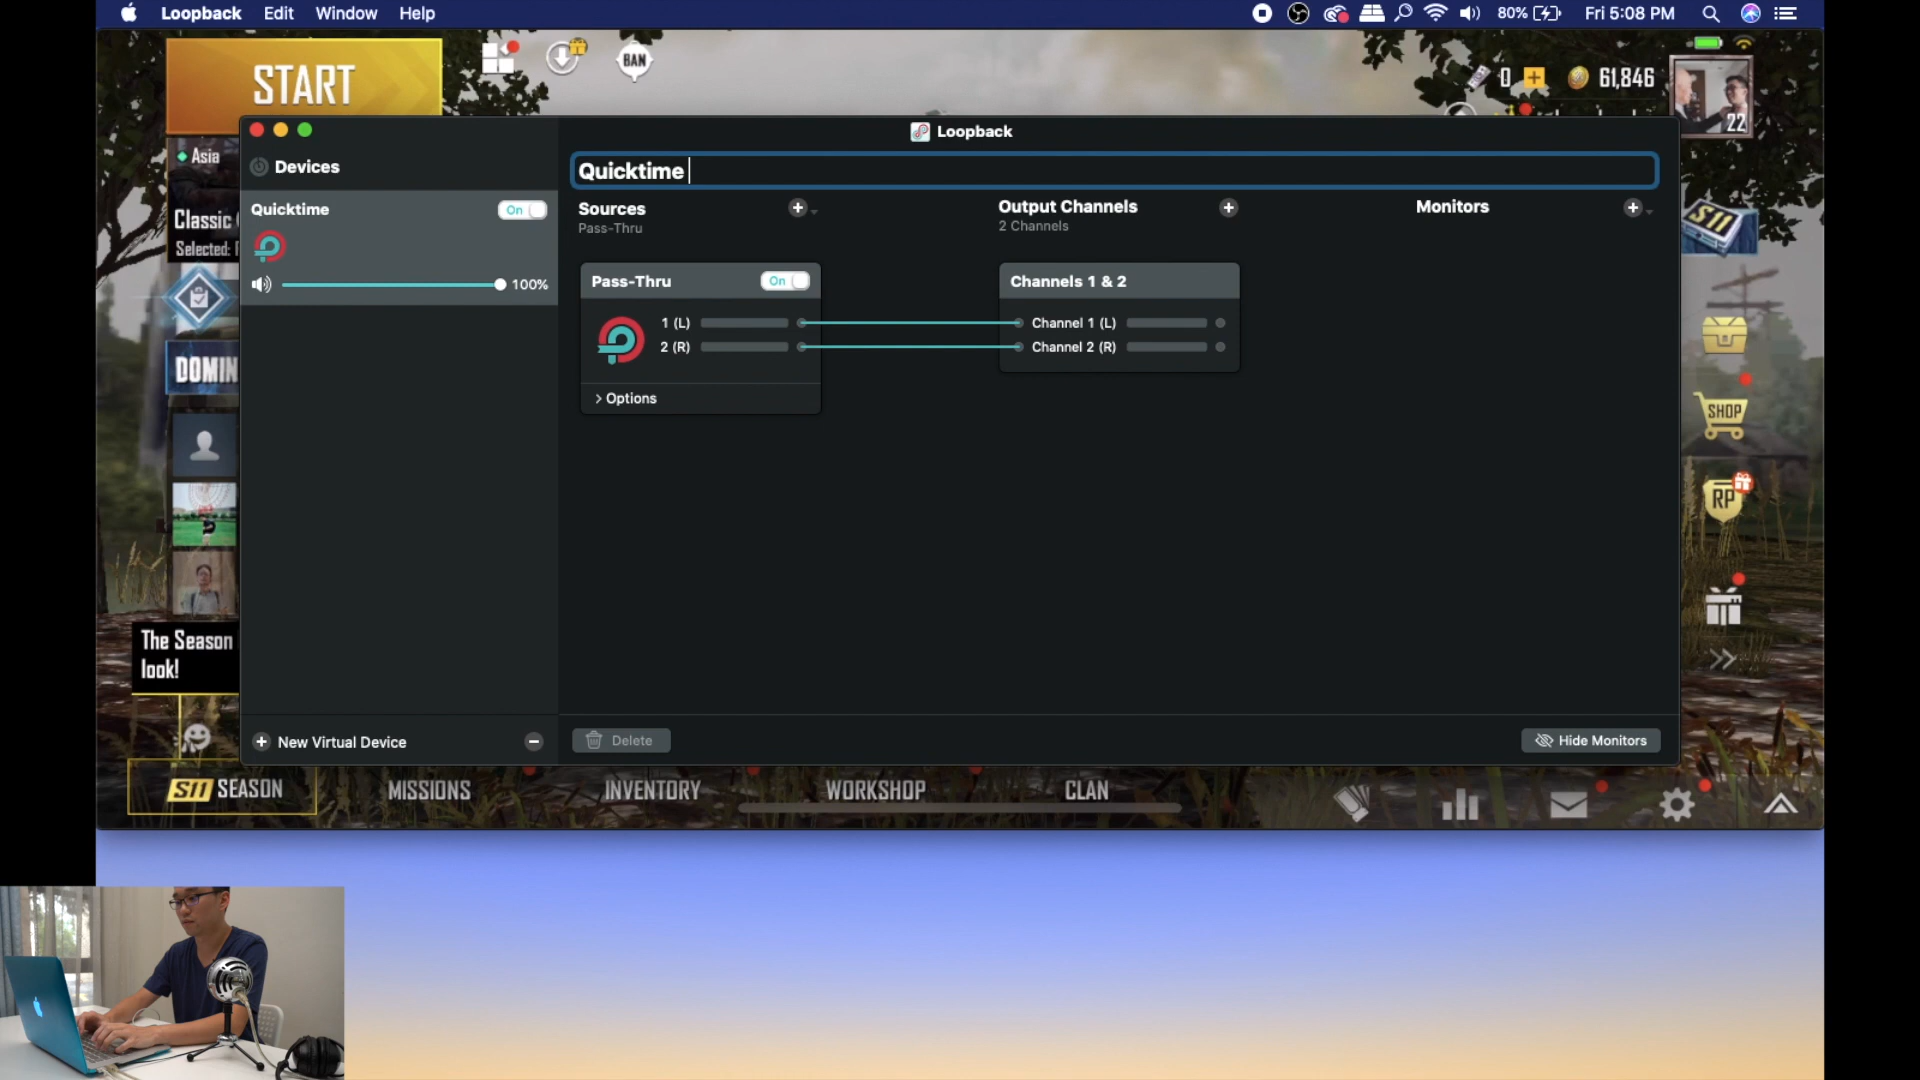 Loopback Edit Window Help
80% Fri 5:08 PM
START
BAN
0 61,846
22
Asia
Classic
Selected:
DOMIN
The Season
look!
Loopback
Devices
Quicktime
On
100%
Quicktime
Sources
Pass-Thru
Output Channels
2 Channels
Monitors
Pass-Thru
On
1 (L)
2 (R)
Options
Channels 1 & 2
Channel 1 (L)
Channel 2 (R)
New Virtual Device
Delete
Hide Monitors
S11
SHOP
RP
S11 SEASON
MISSIONS
INVENTORY
WORKSHOP
CLAN